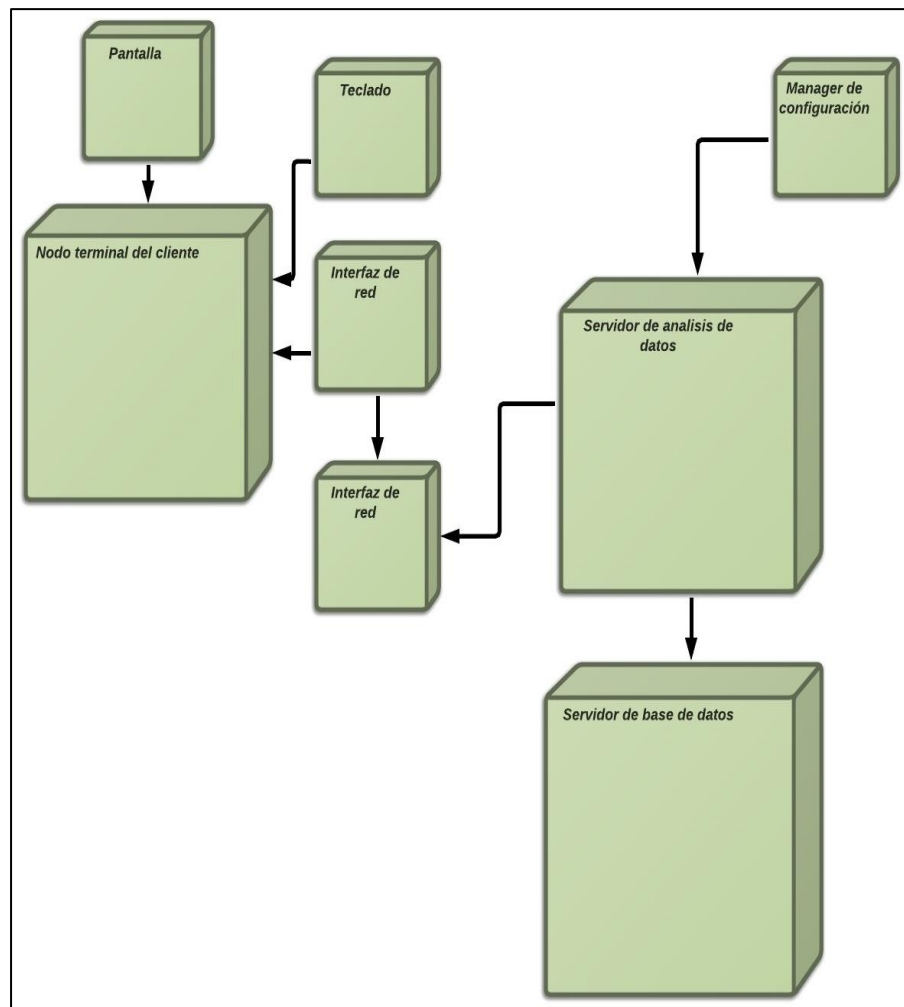 Pantalla
Teclado
Manager de
configuración
Nodo terminal del cliente
Interfaz de
red
Servidor de analisis de
datos
Interfaz de
red
Servidor de base de datos